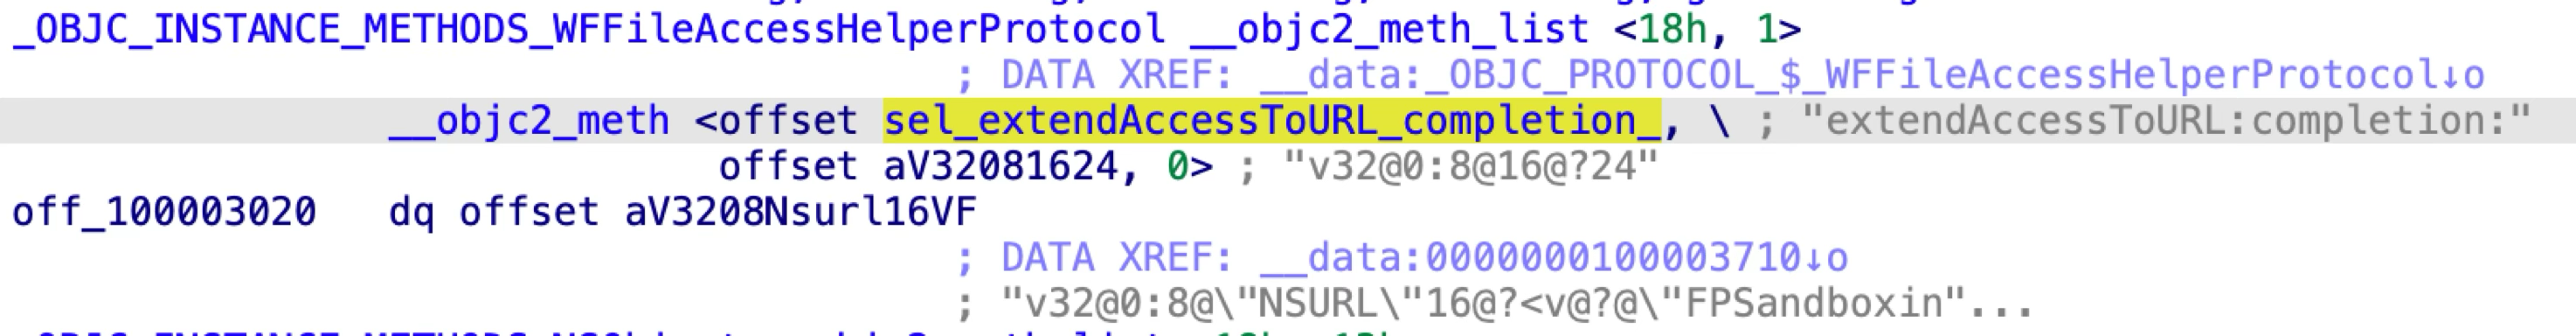 _OBJC_INSTANCE_METHODS_WFFileAccessHelperProtocol __objc2_meth_list <18h, 1>
; DATA XREF: __data:_OBJC_PROTOCOL_$_WFFileAccessHelperProtocol↓o
__objc2_meth <offset sel_extendAccessToURL_completion_, \ ; "extendAccessToURL:completion:"
offset aV32081624, 0> ; "v32@0:8@16@?24"
off_100003020 dq offset aV3208Nsurl16VF
; DATA XREF: __data:0000000100003710↓o
; "v32@0:8@\"NSURL\"16@?<v@?@\"FPSandboxin"...